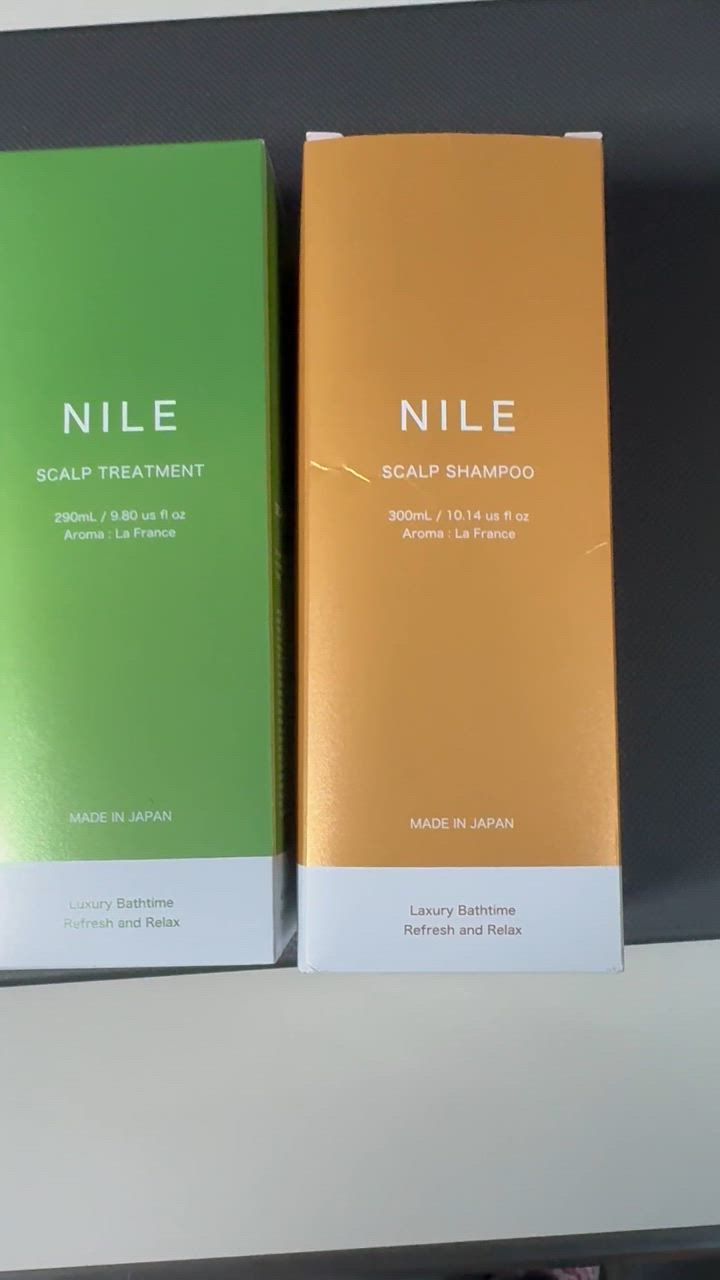 NILE
SCALP TREATMENT
290mL / 9.80 us fl oz
Aroma : La France
MADE IN JAPAN
Luxury Bathtime
Refresh and Relax
NILE
SCALP SHAMPOO
300mL / 10.14 us fl oz
Aroma : La France
MADE IN JAPAN
Laxury Bathtime
Refresh and Relax